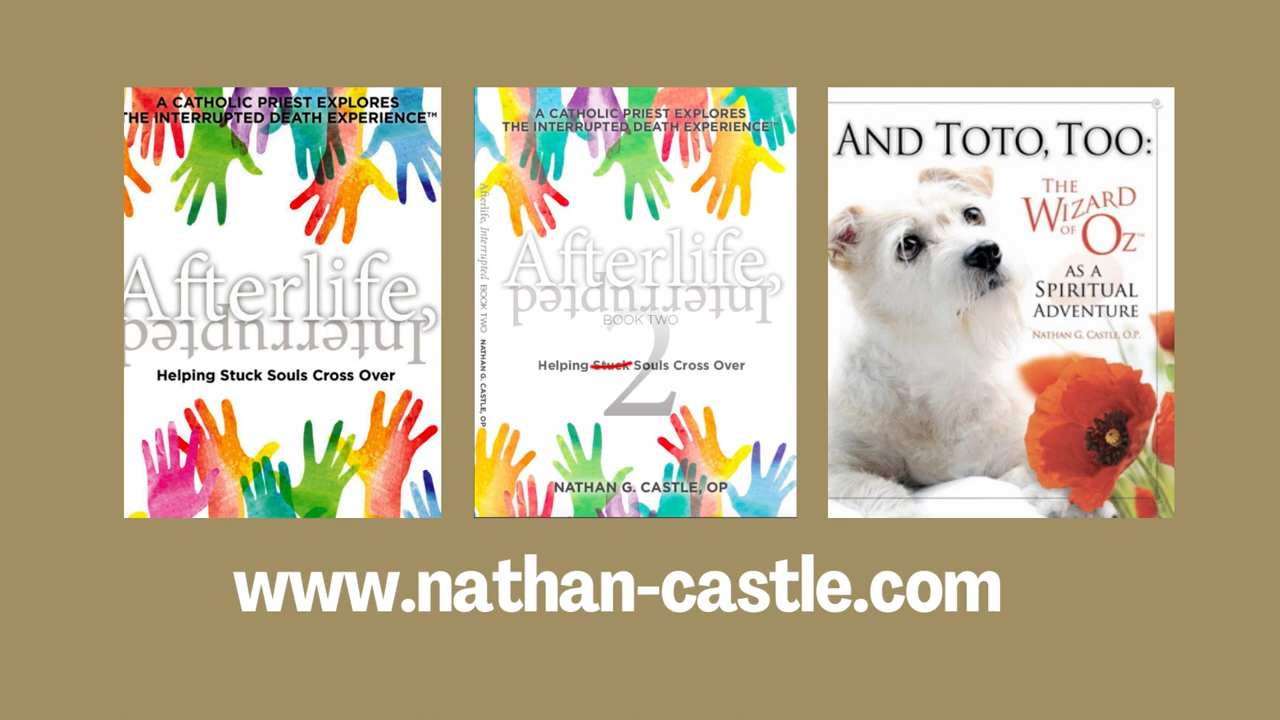 A CATHOLIC PRIEST EXPLORES
THE INTERRUPTED DEATH EXPERIENCE™
Afterlife,
Interrupted
Helping Stuck Souls Cross Over
A CATHOLIC PRIEST EXPLORES
THE INTERRUPTED DEATH EXPERIENCE™
Afterlife,
Interrupted
BOOK TWO
2
Helping Stuck Souls Cross Over
NATHAN G. CASTLE, OP
Afterlife, Interrupted BOOK TWO NATHAN G. CASTLE, OP
AND TOTO, TOO:
THE
WIZARD
OF
OZ™
AS A
SPIRITUAL
ADVENTURE
NATHAN G. CASTLE, O.P.
www.nathan-castle.com